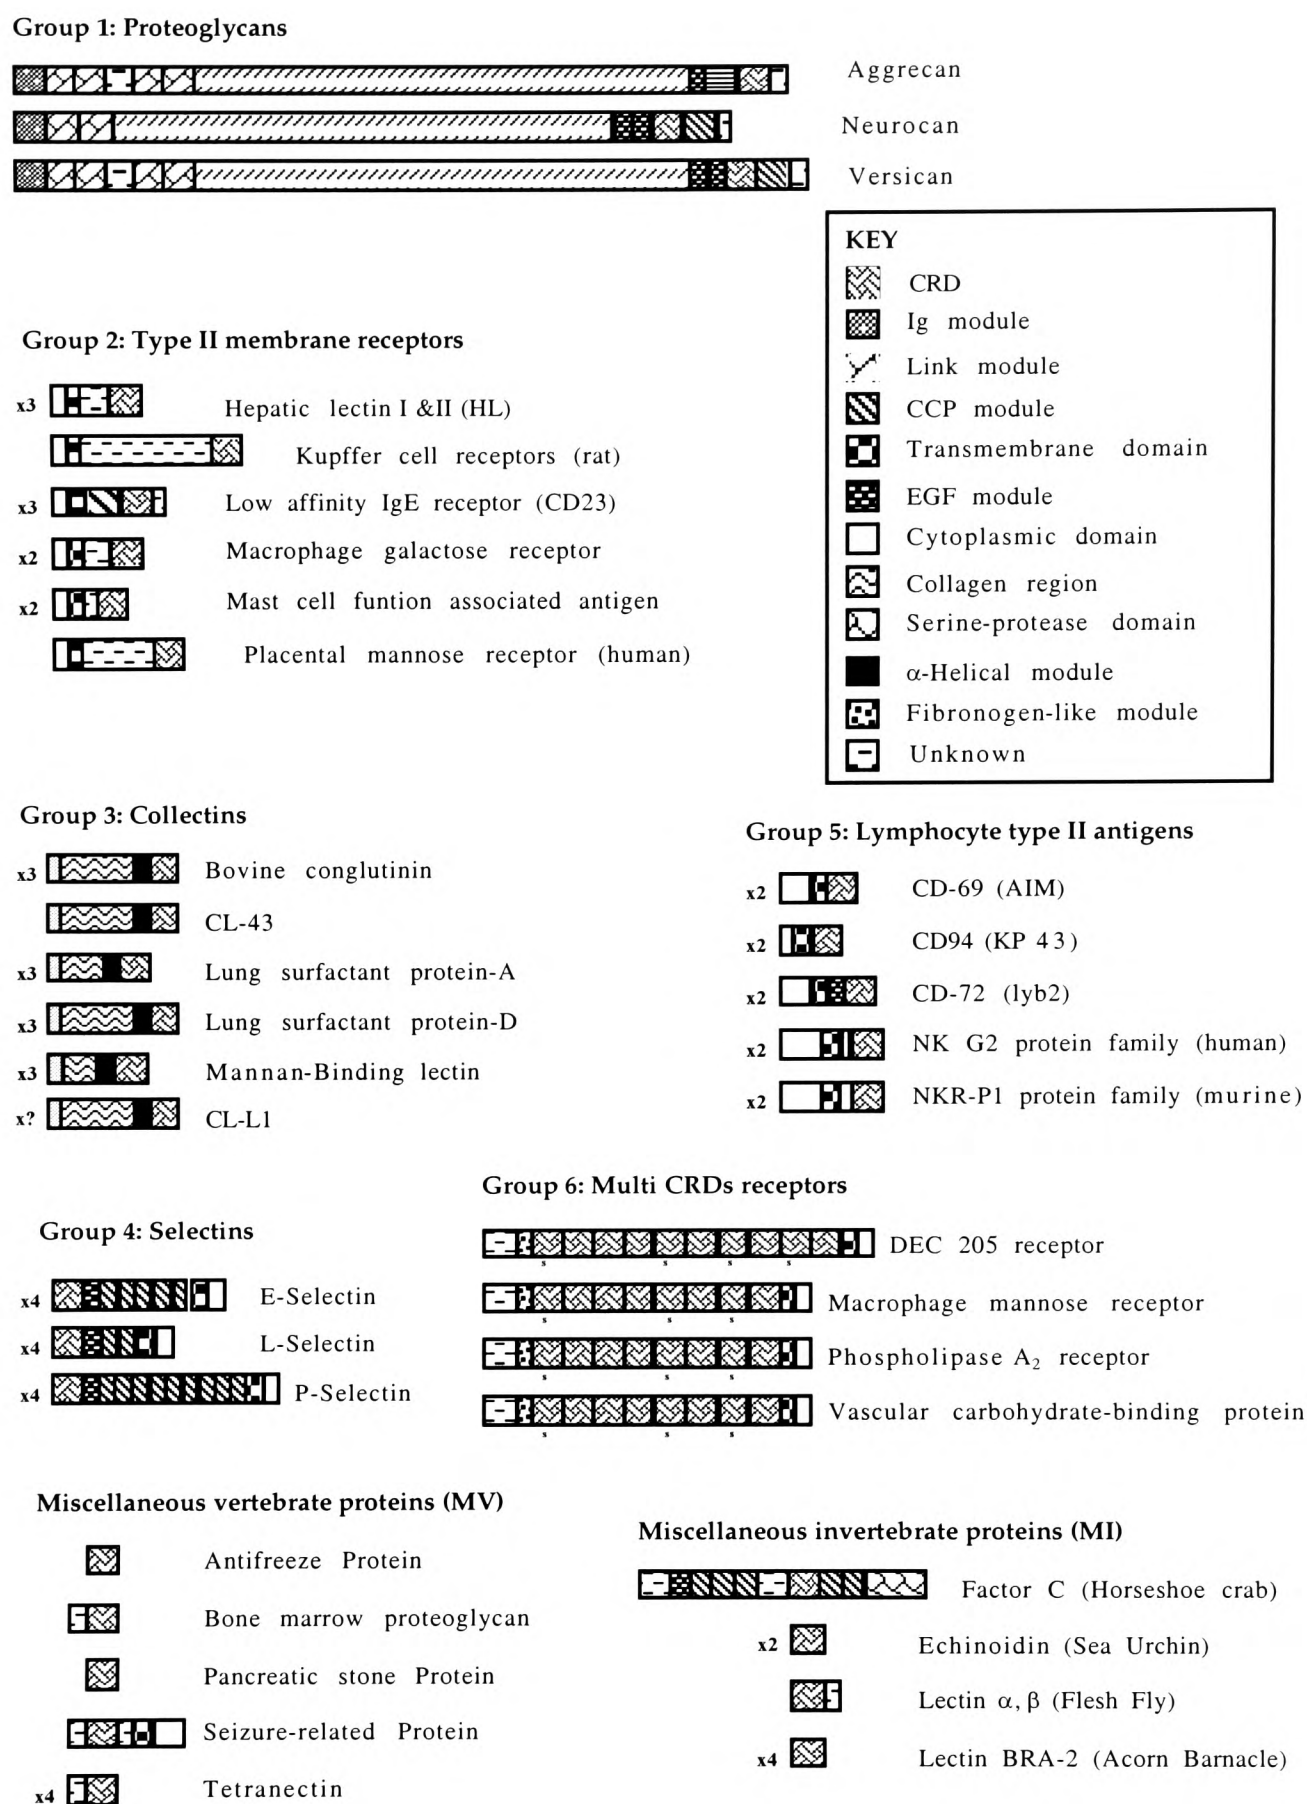 Group 1: Proteoglycans
Aggrecan
Neurocan
Versican
KEY
CRD
Ig module
Link module
CCP module
Transmembrane domain
EGF module
Cytoplasmic domain
Collagen region
Serine-protease domain
α-Helical module
Fibronogen-like module
Unknown
Group 2: Type II membrane receptors
x3 Hepatic lectin I &II (HL)
Kupffer cell receptors (rat)
x3 Low affinity IgE receptor (CD23)
x2 Macrophage galactose receptor
x2 Mast cell funtion associated antigen
Placental mannose receptor (human)
Group 3: Collectins
x3 Bovine conglutinin
CL-43
x3 Lung surfactant protein-A
x3 Lung surfactant protein-D
x3 Mannan-Binding lectin
x? CL-L1
Group 5: Lymphocyte type II antigens
x2 CD-69 (AIM)
x2 CD94 (KP 43)
x2 CD-72 (lyb2)
x2 NK G2 protein family (human)
x2 NKR-P1 protein family (murine)
Group 4: Selectins
x4 E-Selectin
x4 L-Selectin
x4 P-Selectin
Group 6: Multi CRDs receptors
DEC 205 receptor
s s s s
Macrophage mannose receptor
s s s
Phospholipase A₂ receptor
s s s
Vascular carbohydrate-binding protein
s s s
Miscellaneous vertebrate proteins (MV)
Antifreeze Protein
Bone marrow proteoglycan
Pancreatic stone Protein
Seizure-related Protein
x4 Tetranectin
Miscellaneous invertebrate proteins (MI)
Factor C (Horseshoe crab)
x2 Echinoidin (Sea Urchin)
Lectin α, β (Flesh Fly)
x4 Lectin BRA-2 (Acorn Barnacle)